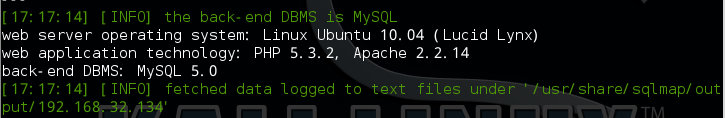 [17:17:14] [INFO] the back-end DBMS is MySQL
web server operating system: Linux Ubuntu 10.04 (Lucid Lynx)
web application technology: PHP 5.3.2, Apache 2.2.14
back-end DBMS: MySQL 5.0
[17:17:14] [INFO] fetched data logged to text files under '/usr/share/sqlmap/out
put/192.168.32.134'